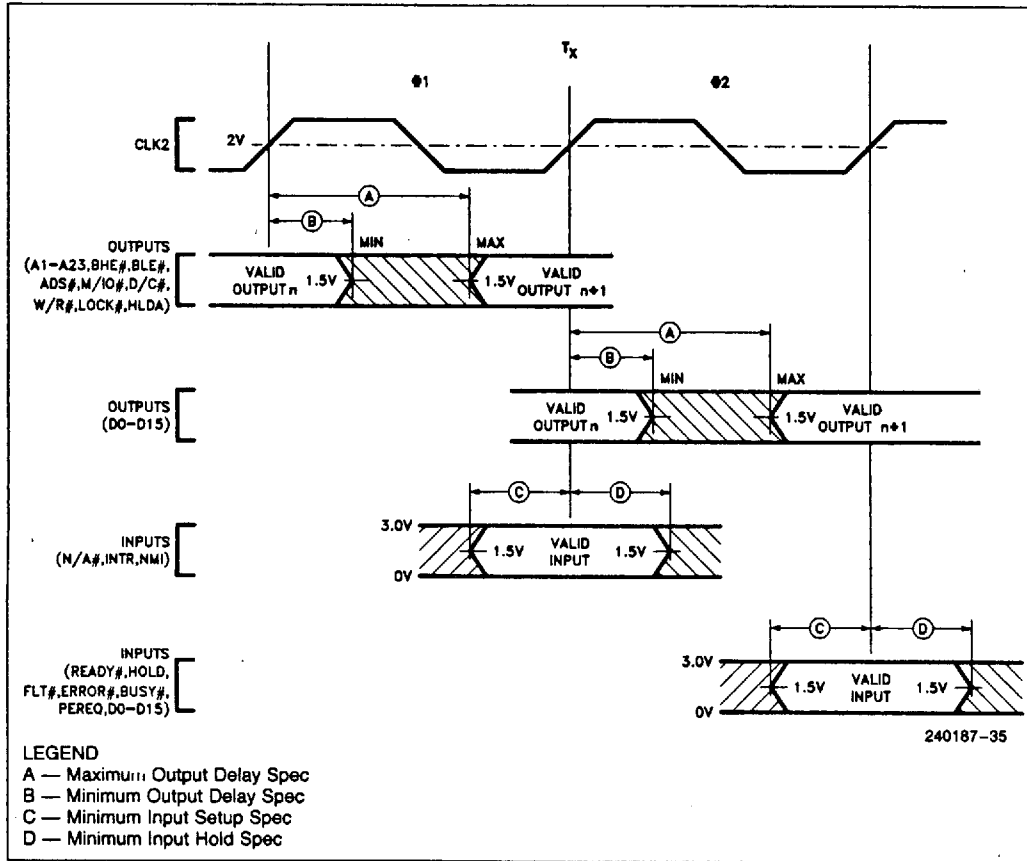 Tx
Φ1
Φ2
CLK2
2V
A
B
MIN
MAX
OUTPUTS
(A1-A23,BHE#,BLE#,
ADS#,M/IO#,D/C#,
W/R#,LOCK#,HLDA)
VALID
OUTPUT n
1.5V
1.5V
VALID
OUTPUT n+1
A
B
MIN
MAX
OUTPUTS
(D0-D15)
VALID
OUTPUT n
1.5V
1.5V
VALID
OUTPUT n+1
C
D
INPUTS
(N/A#,INTR,NMI)
3.0V
0V
1.5V
VALID
INPUT
1.5V
C
D
INPUTS
(READY#,HOLD,
FLT#,ERROR#,BUSY#,
PEREQ,D0-D15)
3.0V
0V
1.5V
VALID
INPUT
1.5V
240187-35
LEGEND
A — Maximum Output Delay Spec
B — Minimum Output Delay Spec
C — Minimum Input Setup Spec
D — Minimum Input Hold Spec